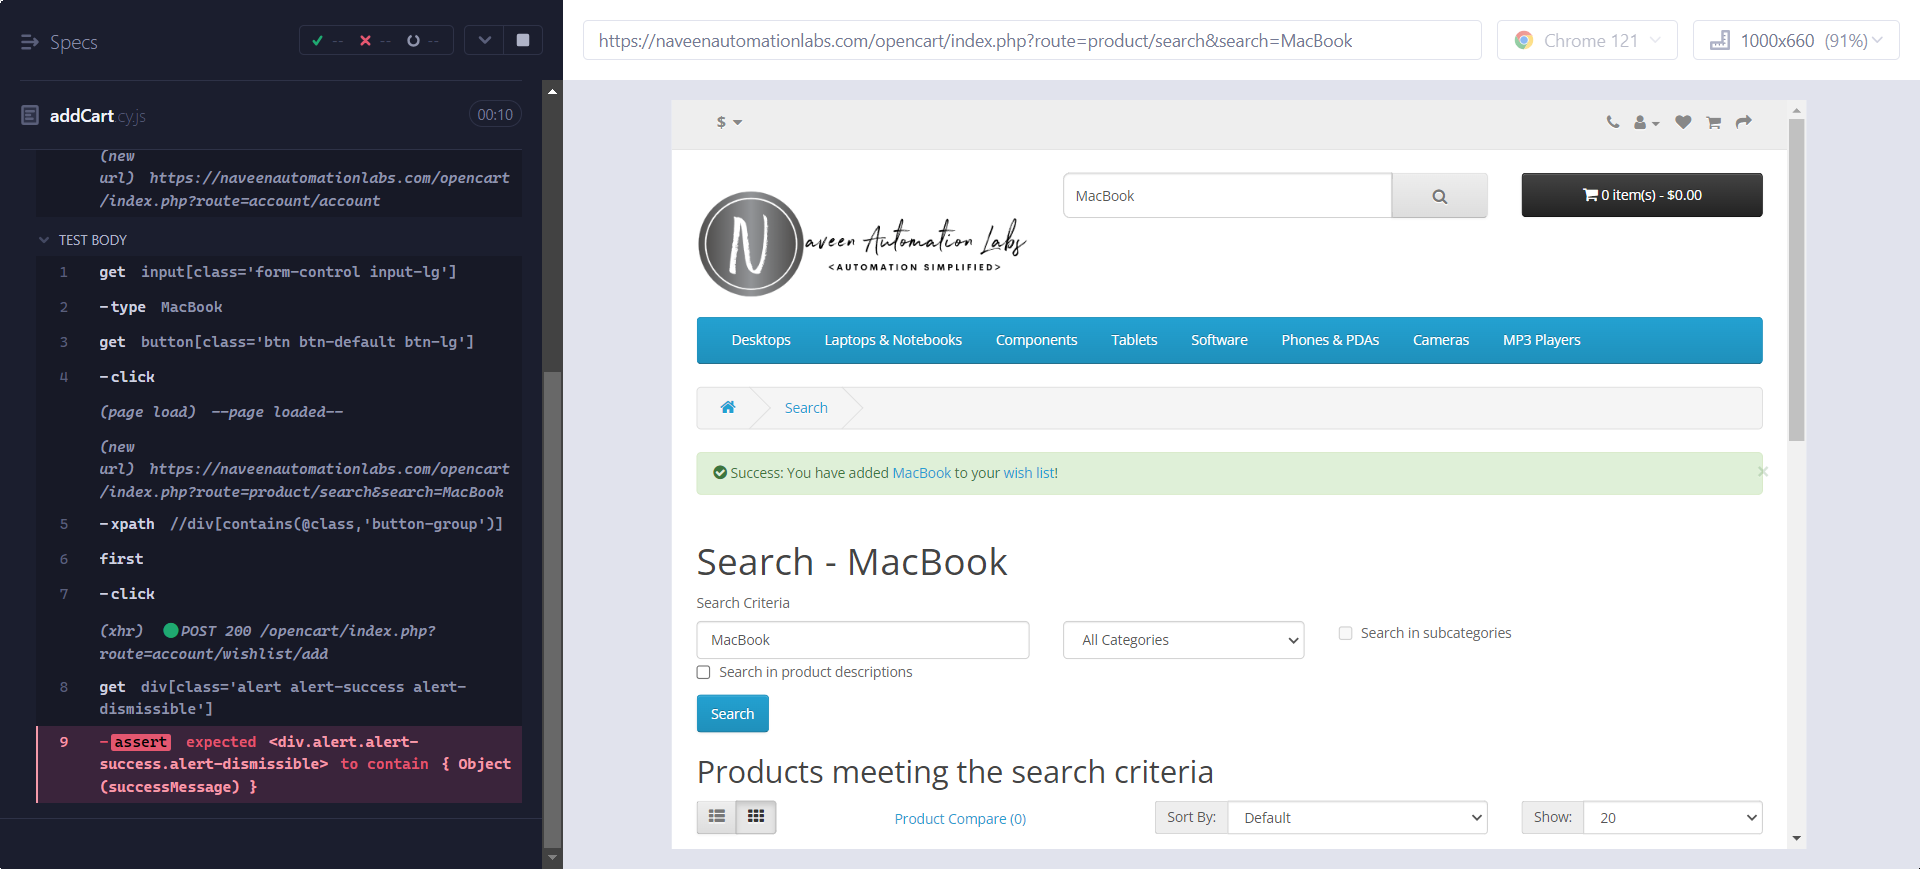 Specs
-- -- --
addCart.cy.js
00:10
(new
url) https://naveenautomationlabs.com/opencart
/index.php?route=account/account
TEST BODY
1 get input[class='form-control input-lg']
2 -type MacBook
3 get button[class='btn btn-default btn-lg']
4 -click
(page load) --page loaded--
(new
url) https://naveenautomationlabs.com/opencart
/index.php?route=product/search&search=MacBook
5 -xpath //div[contains(@class,'button-group')]
6 first
7 -click
(xhr) POST 200 /opencart/index.php?
route=account/wishlist/add
8 get div[class='alert alert-success alert-
dismissible']
9 -assert expected <div.alert.alert-
success.alert-dismissible> to contain { Object
(successMessage) }
https://naveenautomationlabs.com/opencart/index.php?route=product/search&search=MacBook
Chrome 121
1000x660 (91%)
$
N
aveen Automation Labs
<AUTOMATION SIMPLIFIED>
MacBook
0 item(s) - $0.00
Desktops Laptops & Notebooks Components Tablets Software Phones & PDAs Cameras MP3 Players
Search
Success: You have added MacBook to your wish list!
×
Search - MacBook
Search Criteria
MacBook
All Categories
Search in subcategories
Search in product descriptions
Search
Products meeting the search criteria
Product Compare (0)
Sort By: Default
Show: 20